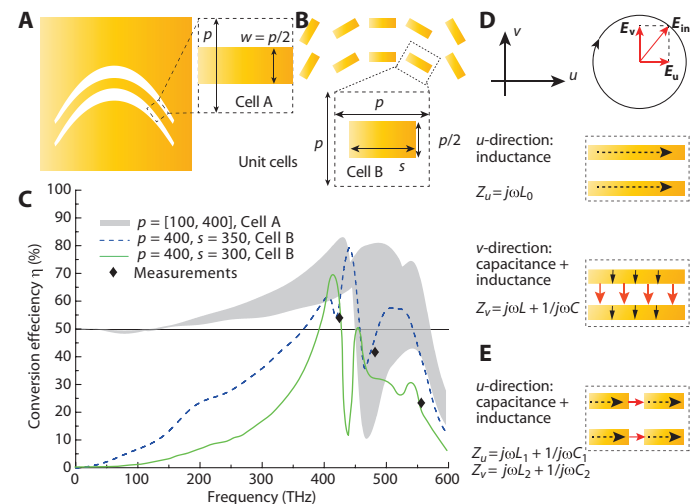 A
p
w = p/2
Cell A
B
p
p
p/2
s
Cell B
Unit cells
C
Conversion effeciency η (%)
100
90
80
70
60
50
40
30
20
10
0
p = [100, 400], Cell A
p = 400, s = 350, Cell B
p = 400, s = 300, Cell B
Measurements
0
100
200
300
400
500
600
Frequency (THz)
D
v
u
E_v
E_in
E_u
u-direction:
inductance
Z_u = jωL_0
v-direction:
capacitance +
inductance
Z_v = jωL + 1/jωC
E
u-direction:
capacitance +
inductance
Z_u = jωL_1 + 1/jωC_1
Z_v = jωL_2 + 1/jωC_2